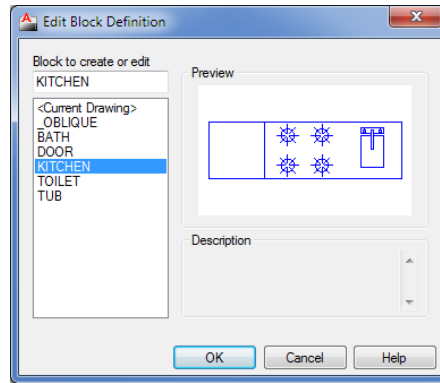 Edit Block Definition
Block to create or edit
KITCHEN
<Current Drawing>
_OBLIQUE
BATH
DOOR
KITCHEN
TOILET
TUB
Preview
Description
OK
Cancel
Help